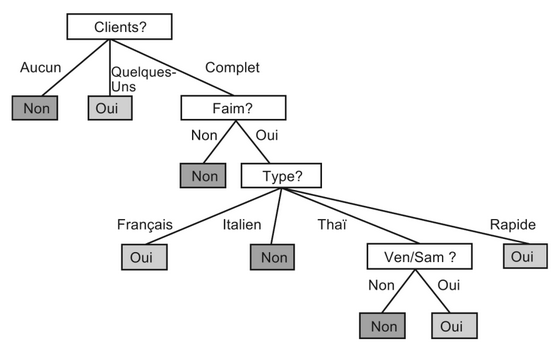 Clients?
Aucun
Quelques-
Uns
Complet
Non
Oui
Faim?
Non
Oui
Non
Type?
Français
Italien
Thaï
Rapide
Oui
Non
Ven/Sam ?
Oui
Non
Oui
Non
Oui